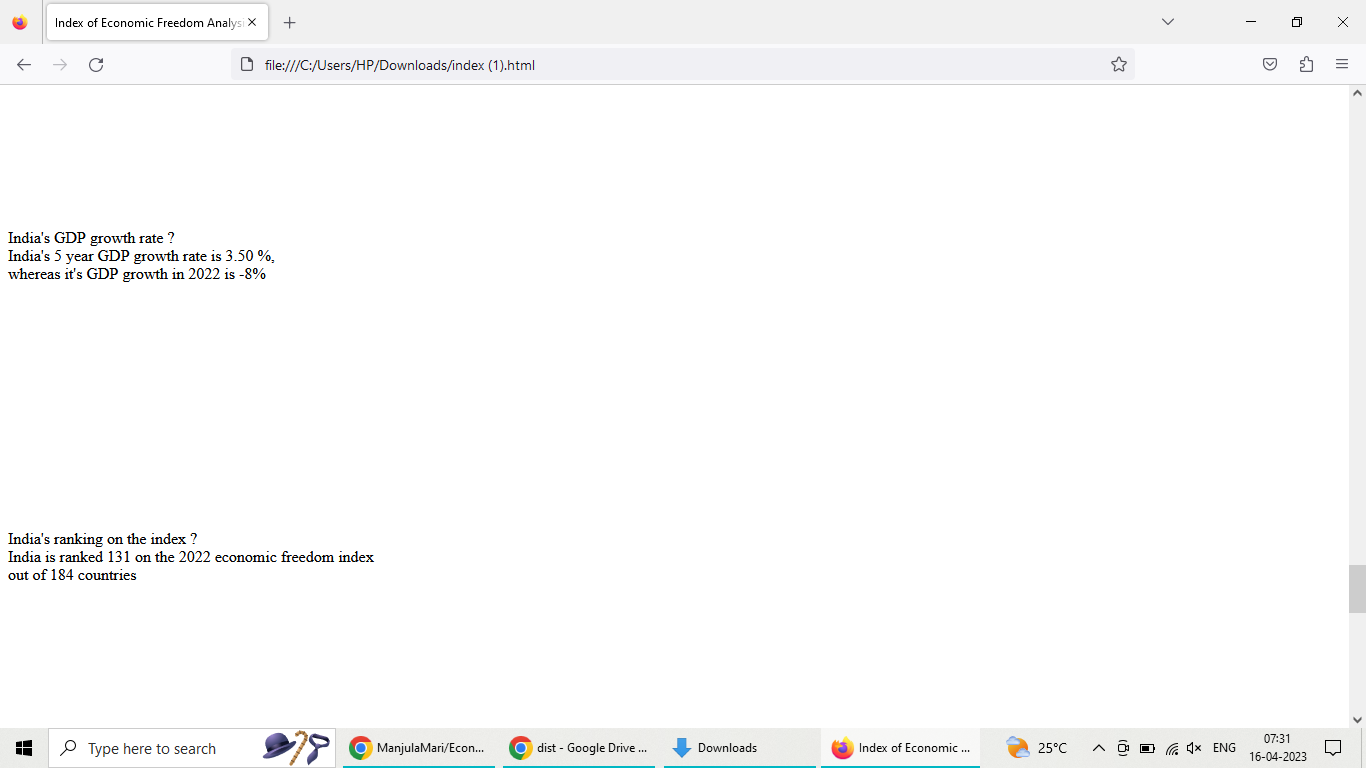 Index of Economic Freedom Analysi
file:///C:/Users/HP/Downloads/index (1).html
India's GDP growth rate ?
India's 5 year GDP growth rate is 3.50 %,
whereas it's GDP growth in 2022 is -8%
India's ranking on the index ?
India is ranked 131 on the 2022 economic freedom index
out of 184 countries
Type here to search
ManjulaMari/Econ...
dist - Google Drive ...
Downloads
Index of Economic ...
25°C
ENG
07:31
16-04-2023